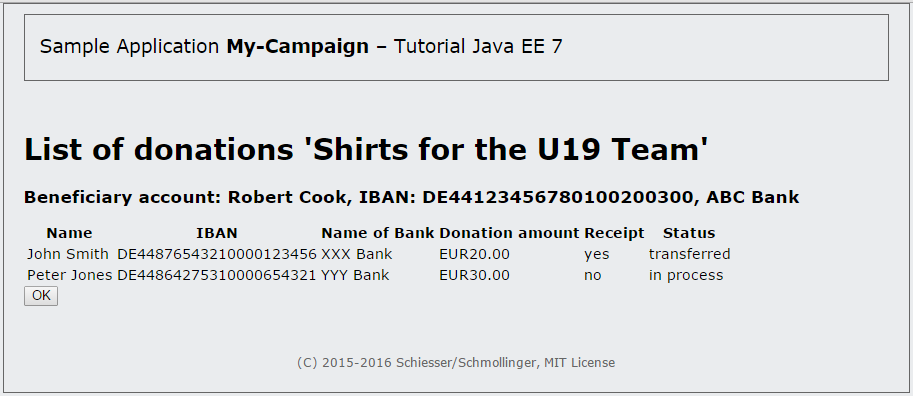 Sample Application My-Campaign – Tutorial Java EE 7
List of donations 'Shirts for the U19 Team'
Beneficiary account: Robert Cook, IBAN: DE44123456780100200300, ABC Bank
Name IBAN Name of Bank Donation amount Receipt Status
John Smith DE44876543210000123456 XXX Bank EUR20.00 yes transferred
Peter Jones DE44864275310000654321 YYY Bank EUR30.00 no in process
OK
(C) 2015-2016 Schiesser/Schmollinger, MIT License